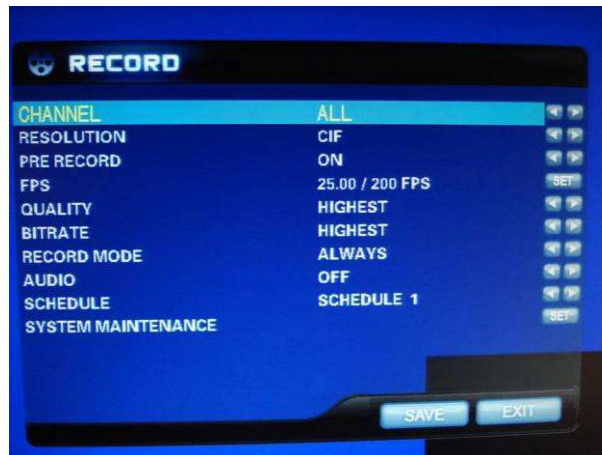 RECORD
CHANNEL ALL
RESOLUTION CIF
PRE RECORD ON
FPS 25.00 / 200 FPS SET
QUALITY HIGHEST
BITRATE HIGHEST
RECORD MODE ALWAYS
AUDIO OFF
SCHEDULE SCHEDULE 1
SYSTEM MAINTENANCE SET
SAVE EXIT